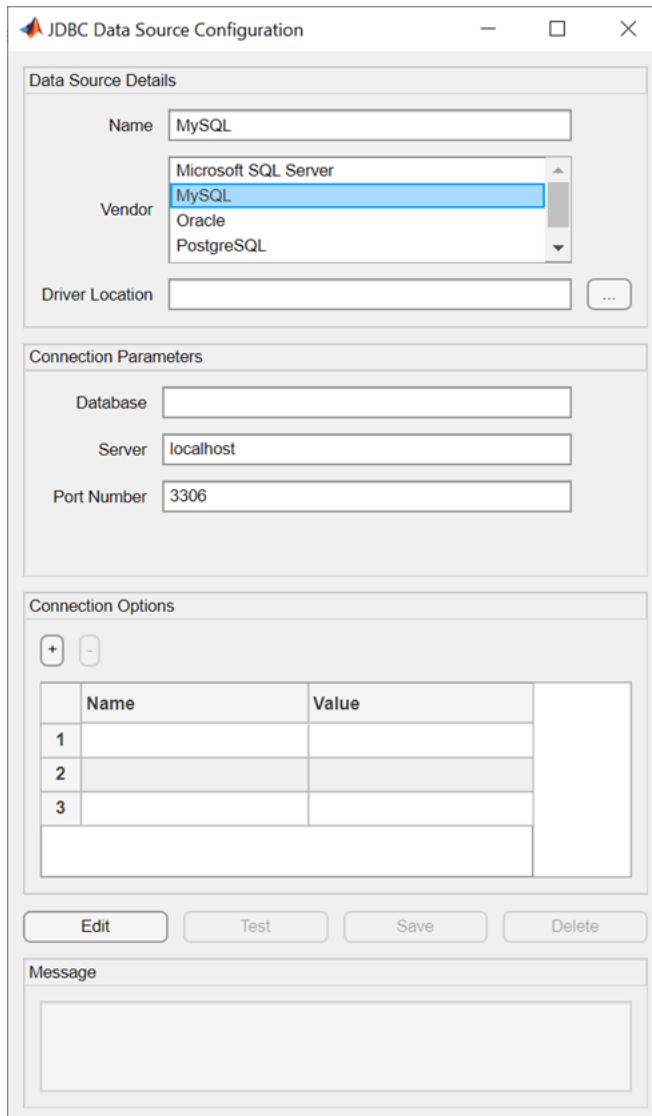 JDBC Data Source Configuration
Data Source Details
Name MySQL
Microsoft SQL Server
Vendor MySQL
Oracle
PostgreSQL
Driver Location ...
Connection Parameters
Database
Server localhost
Port Number 3306
Connection Options
+ -
Name Value
1
2
3
Edit Test Save Delete
Message